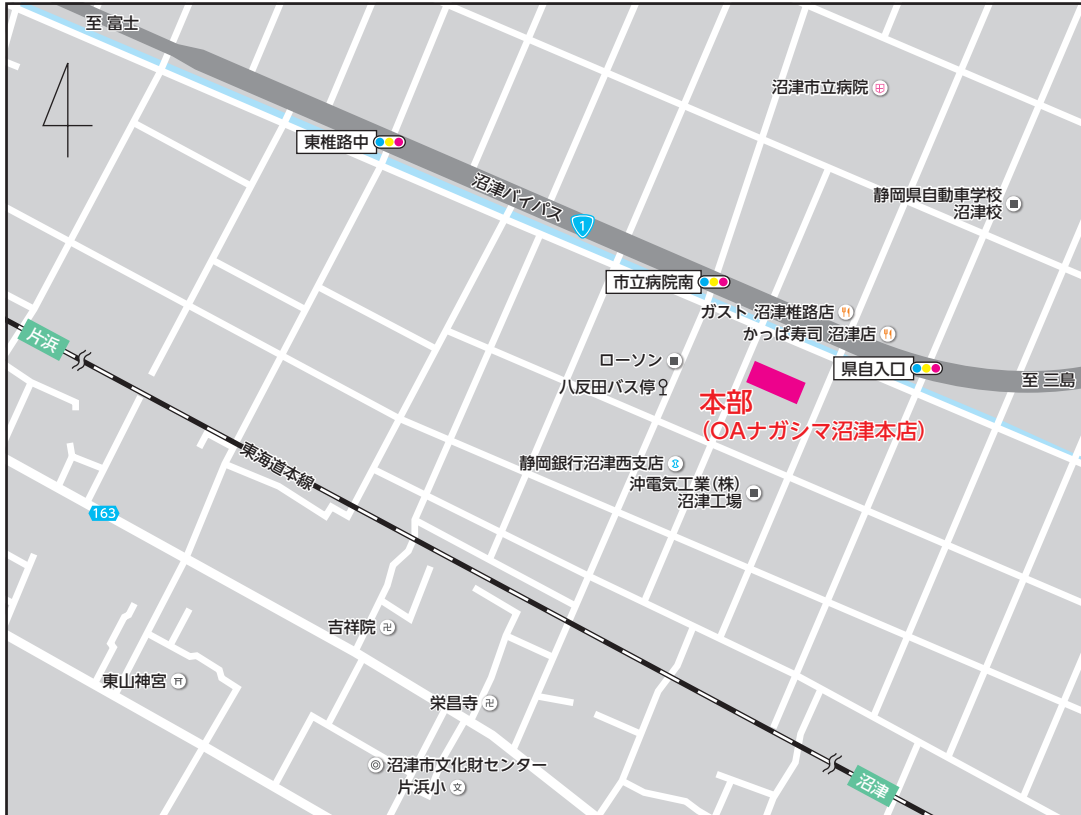 至 富士
沼津市立病院
東椎路中
沼津バイパス
1
静岡県自動車学校
沼津校
市立病院南
ガスト 沼津椎路店
かっぱ寿司 沼津店
片浜
ローソン
県自入口
至 三島
八反田バス停
本部
(OAナガシマ沼津本店)
東海道本線
静岡銀行沼津西支店
沖電気工業(株)
沼津工場
163
吉祥院
卍
東山神宮
栄昌寺
卍
沼津市文化財センター
片浜小
文
沼津